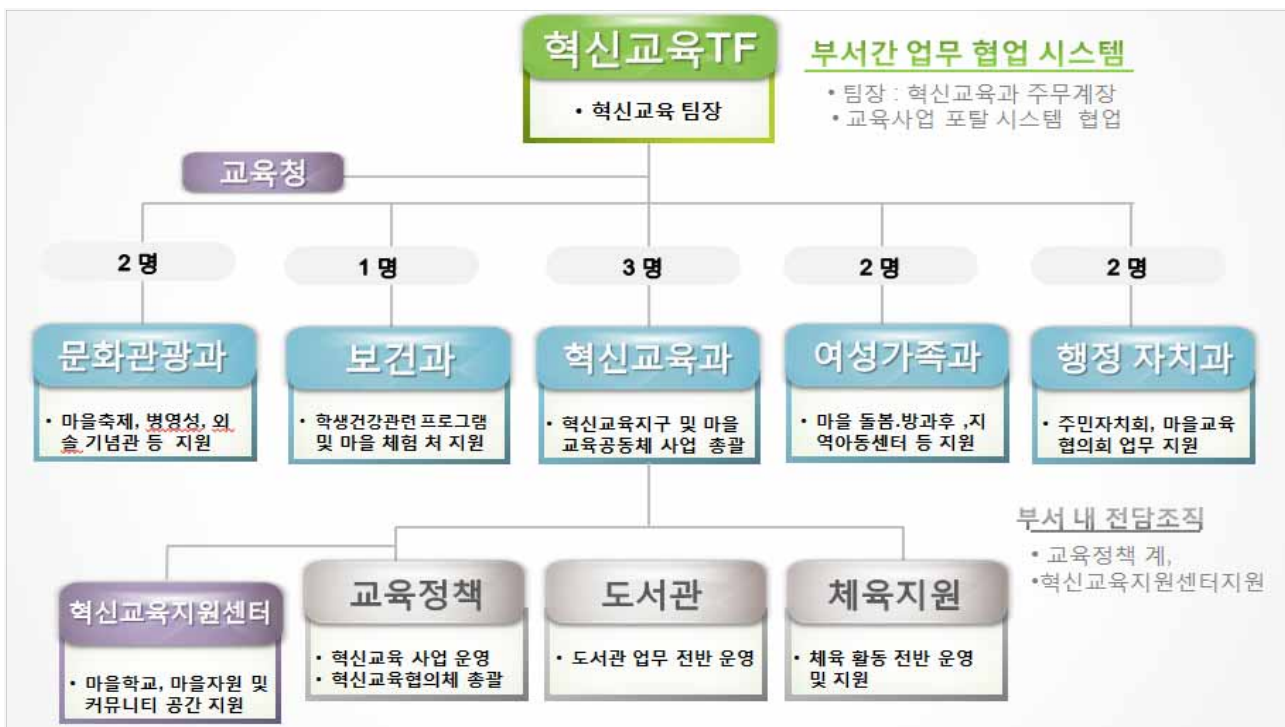 혁신교육TF
• 혁신교육 팀장
부서간 업무 협업 시스템
• 팀장 : 혁신교육과 주무계장
• 교육사업 포탈 시스템 협업
교육청
2 명
1 명
3 명
2 명
2 명
문화관광과
• 마을축제, 병영성, 외
솔 기념관 등 지원
보건과
• 학생건강관련 프로그램
및 마을 체험 처 지원
혁신교육과
• 혁신교육지구 및 마을
교육공동체 사업 총괄
여성가족과
• 마을 돌봄.방과후 ,지
역아동센터 등 지원
행정 자치과
• 주민자치회, 마을교육
협의회 업무 지원
부서 내 전담조직
• 교육정책 계,
•혁신교육지원센터지원
혁신교육지원센터
• 마을학교, 마을자원 및
커뮤니티 공간 지원
교육정책
• 혁신교육 사업 운영
• 혁신교육협의체 총괄
도서관
• 도서관 업무 전반 운영
체육지원
• 체육 활동 전반 운영
및 지원